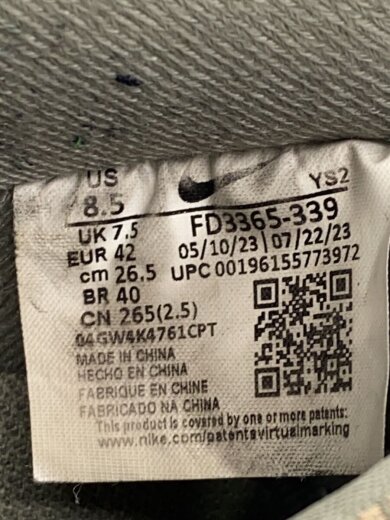 US
8.5
YS2
FD3365-339
UK 7.5
05/10/23 | 07/22/23
EUR 42
UPC 00196155773972
cm 26.5
BR 40
CN 265(2.5)
04GW4K4761CPT
MADE IN CHINA
HECHO EN CHINA
FABRIQUE EN CHINE
FABRICADO NA CHINA
This product is covered by one or more patents:
www.nike.com/patentsvirtualmarking